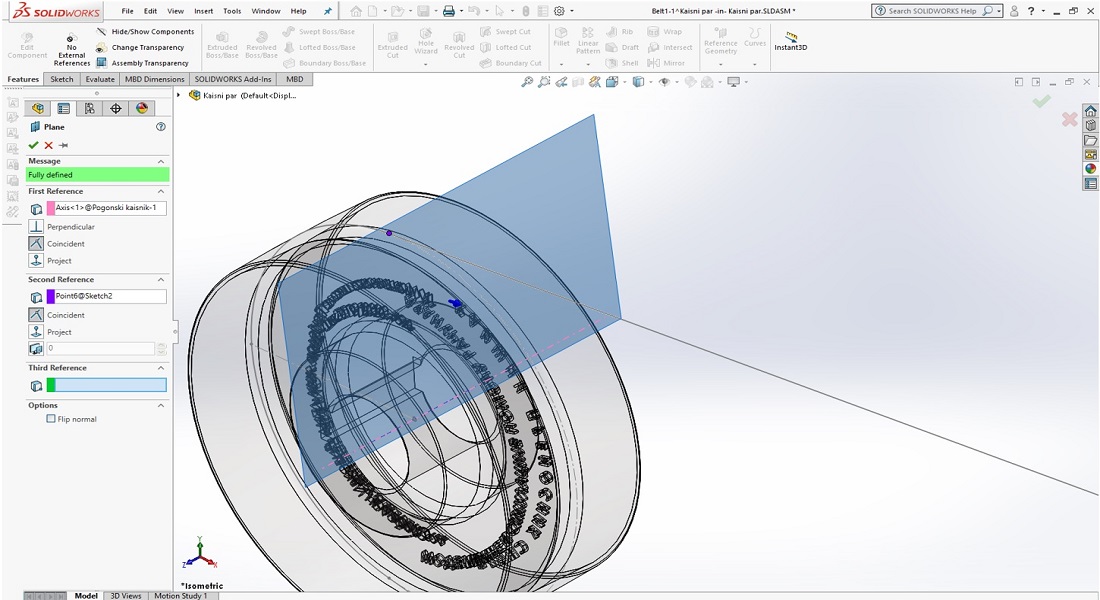 SOLIDWORKS File Edit View Insert Tools Window Help Belt1-1^Kaisni par -in- Kaisni par.SLDASM * Search SOLIDWORKS Help
Edit Component
No External References
Hide/Show Components
Change Transparency
Assembly Transparency
Extruded Boss/Base
Revolved Boss/Base
Swept Boss/Base
Lofted Boss/Base
Boundary Boss/Base
Extruded Cut
Hole Wizard
Revolved Cut
Swept Cut
Lofted Cut
Boundary Cut
Fillet
Linear Pattern
Rib
Draft
Shell
Wrap
Intersect
Mirror
Reference Geometry
Curves
Instant3D
Features Sketch Evaluate MBD Dimensions SOLIDWORKS Add-Ins MBD
Kaisni par (Default<Displ...
Plane
Message
Fully defined
First Reference
Axis<1>@Pogonski kaisnik-1
Perpendicular
Coincident
Project
Second Reference
Point6@Sketch2
Coincident
Project
0
Third Reference
Options
Flip normal
Y
Z X
*Isometric
Model 3D Views Motion Study 1